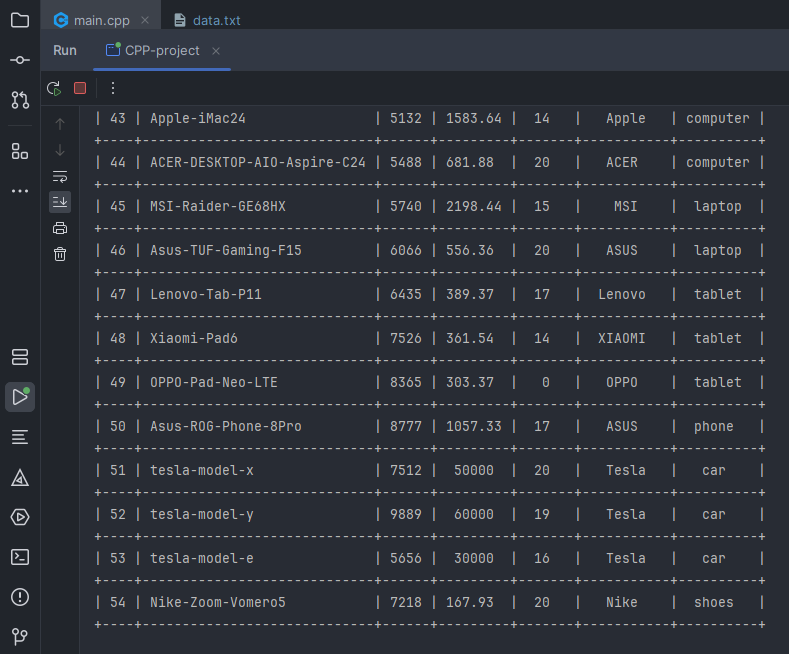 main.cpp × data.txt
Run CPP-project ×
| 43 | Apple-iMac24                | 5132 | 1583.64 |  14   |   Apple   | computer |
+----+-----------------------------+------+---------+-------+-----------+----------+
| 44 | ACER-DESKTOP-AIO-Aspire-C24 | 5488 | 681.88  |  20   |   ACER    | computer |
+----+-----------------------------+------+---------+-------+-----------+----------+
| 45 | MSI-Raider-GE68HX           | 5740 | 2198.44 |  15   |    MSI    |  laptop  |
+----+-----------------------------+------+---------+-------+-----------+----------+
| 46 | Asus-TUF-Gaming-F15         | 6066 | 556.36  |  20   |   ASUS    |  laptop  |
+----+-----------------------------+------+---------+-------+-----------+----------+
| 47 | Lenovo-Tab-P11              | 6435 | 389.37  |  17   |  Lenovo   |  tablet  |
+----+-----------------------------+------+---------+-------+-----------+----------+
| 48 | Xiaomi-Pad6                 | 7526 | 361.54  |  14   |  XIAOMI   |  tablet  |
+----+-----------------------------+------+---------+-------+-----------+----------+
| 49 | OPPO-Pad-Neo-LTE            | 8365 | 303.37  |   0   |   OPPO    |  tablet  |
+----+-----------------------------+------+---------+-------+-----------+----------+
| 50 | Asus-ROG-Phone-8Pro         | 8777 | 1057.33 |  17   |   ASUS    |  phone   |
+----+-----------------------------+------+---------+-------+-----------+----------+
| 51 | tesla-model-x               | 7512 |  50000  |  20   |   Tesla   |   car    |
+----+-----------------------------+------+---------+-------+-----------+----------+
| 52 | tesla-model-y               | 9889 |  60000  |  19   |   Tesla   |   car    |
+----+-----------------------------+------+---------+-------+-----------+----------+
| 53 | tesla-model-e               | 5656 |  30000  |  16   |   Tesla   |   car    |
+----+-----------------------------+------+---------+-------+-----------+----------+
| 54 | Nike-Zoom-Vomero5           | 7218 | 167.93  |  20   |   Nike    |  shoes   |
+----+-----------------------------+------+---------+-------+-----------+----------+